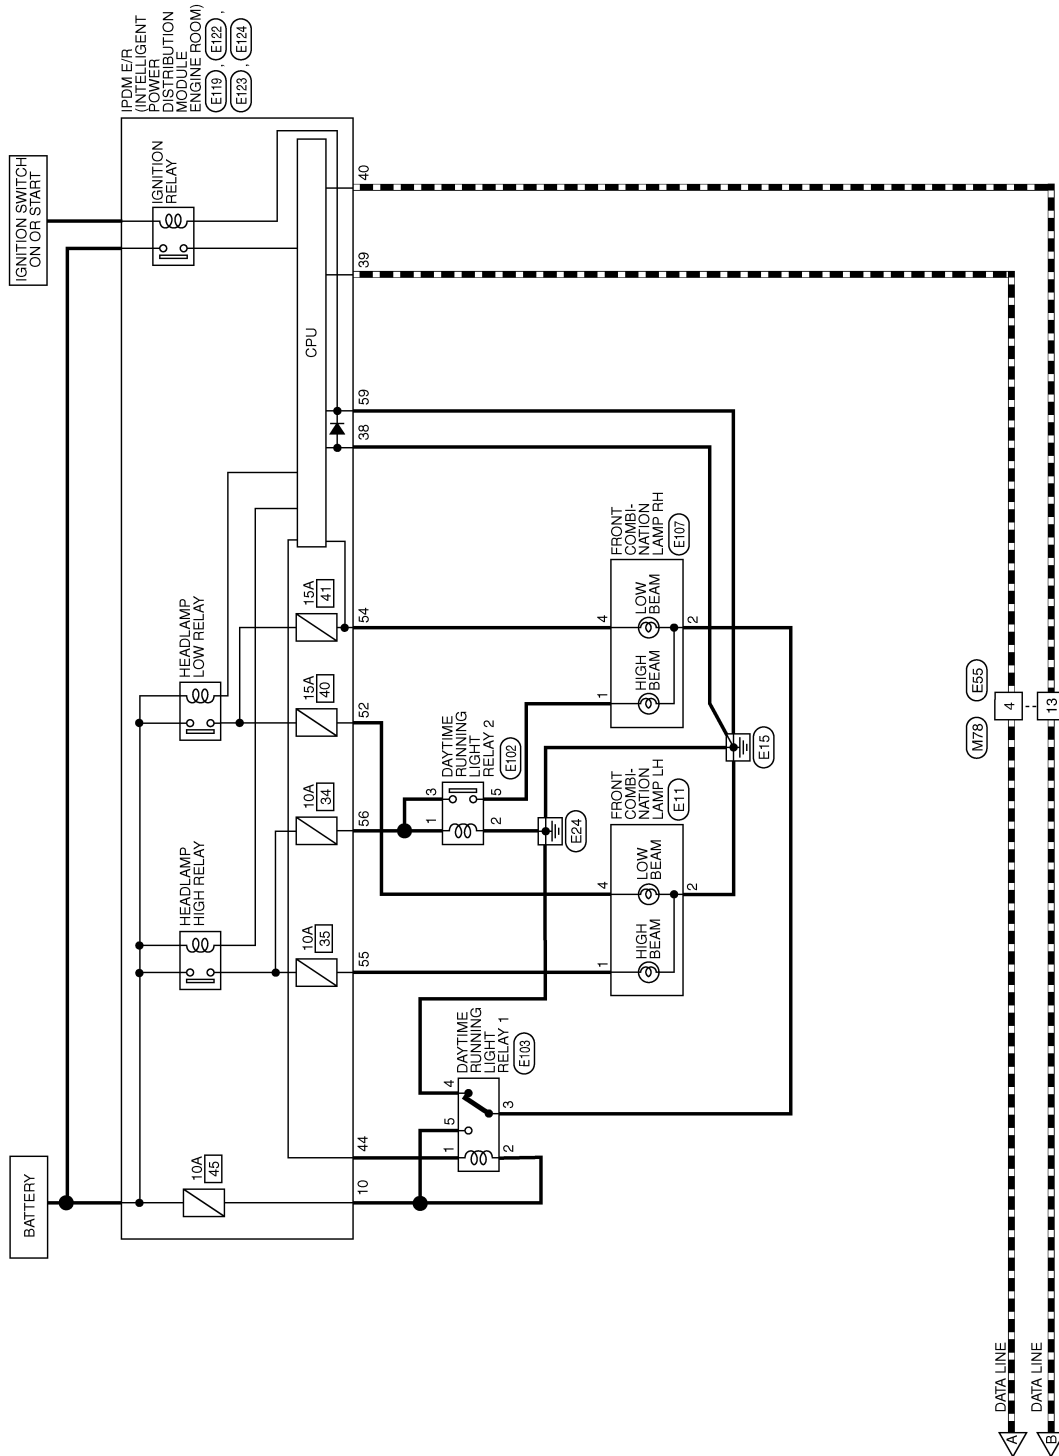 IGNITION SWITCH
ON OR START
BATTERY
IPDM E/R
(INTELLIGENT
POWER
DISTRIBUTION
MODULE
ENGINE ROOM)
E119 , E122 ,
E123 , E124
IGNITION
RELAY
HEADLAMP
LOW RELAY
HEADLAMP
HIGH RELAY
CPU
10A
45
10A
35
10A
34
15A
40
15A
41
10
44
55
56
52
54
38
59
39
40
DAYTIME
RUNNING
LIGHT
RELAY 1
E103
1
5
4
2
3
DAYTIME
RUNNING
LIGHT
RELAY 2
E102
1
3
2
5
E24
FRONT
COMBI-
NATION
LAMP LH
E11
1
4
HIGH
BEAM
LOW
BEAM
2
FRONT
COMBI-
NATION
LAMP RH
E107
1
4
HIGH
BEAM
LOW
BEAM
2
E15
M78
E55
4
13
DATA LINE
A
DATA LINE
B